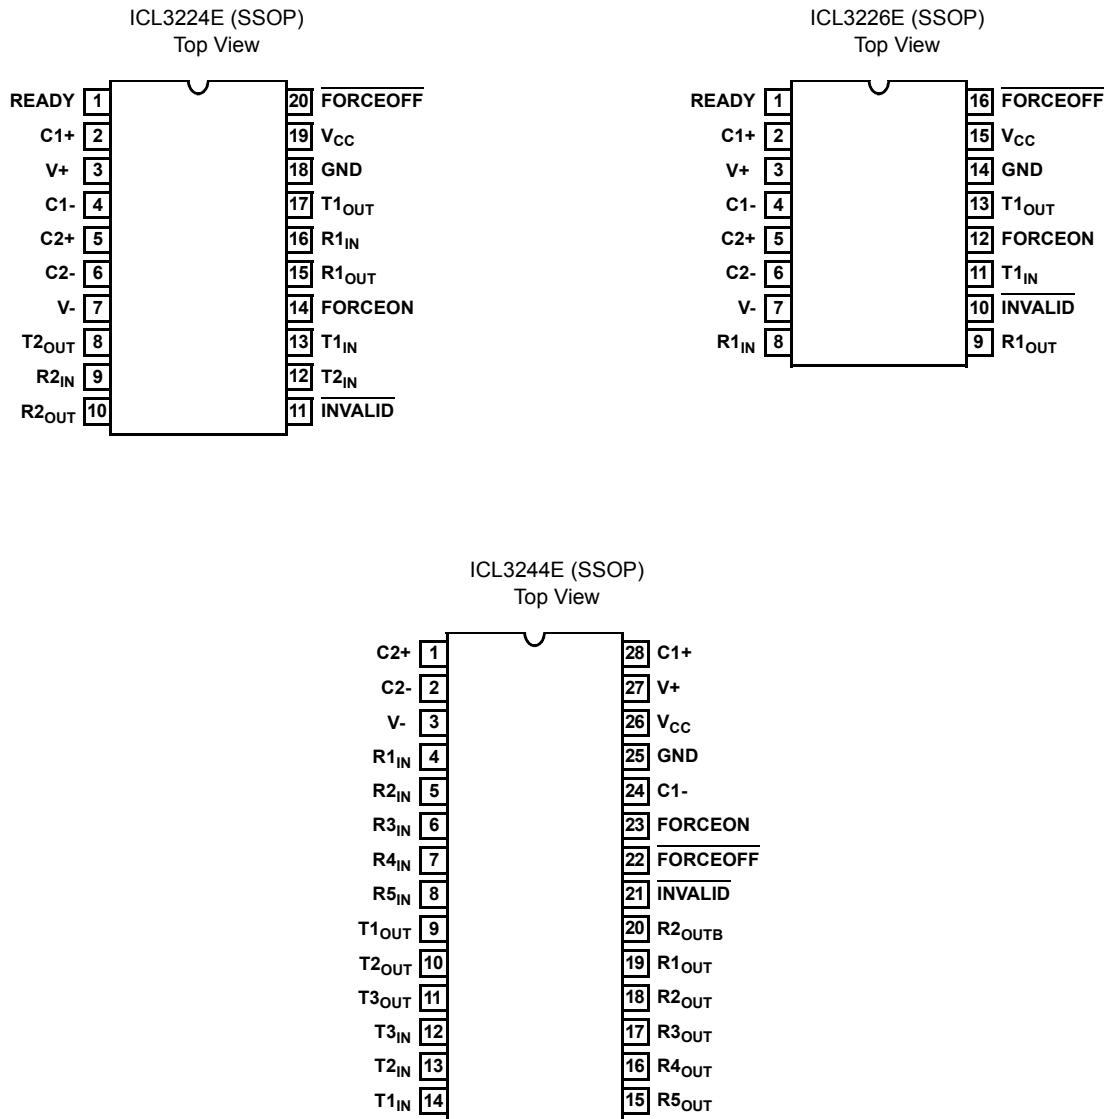 ICL3224E (SSOP)
Top View
READY 1 20 FORCEOFF
C1+ 2 19 VCC
V+ 3 18 GND
C1- 4 17 T1OUT
C2+ 5 16 R1IN
C2- 6 15 R1OUT
V- 7 14 FORCEON
T2OUT 8 13 T1IN
R2IN 9 12 T2IN
R2OUT 10 11 INVALID
ICL3226E (SSOP)
Top View
READY 1 16 FORCEOFF
C1+ 2 15 VCC
V+ 3 14 GND
C1- 4 13 T1OUT
C2+ 5 12 FORCEON
C2- 6 11 T1IN
V- 7 10 INVALID
R1IN 8 9 R1OUT
ICL3244E (SSOP)
Top View
C2+ 1 28 C1+
C2- 2 27 V+
V- 3 26 VCC
R1IN 4 25 GND
R2IN 5 24 C1-
R3IN 6 23 FORCEON
R4IN 7 22 FORCEOFF
R5IN 8 21 INVALID
T1OUT 9 20 R2OUTB
T2OUT 10 19 R1OUT
T3OUT 11 18 R2OUT
T3IN 12 17 R3OUT
T2IN 13 16 R4OUT
T1IN 14 15 R5OUT